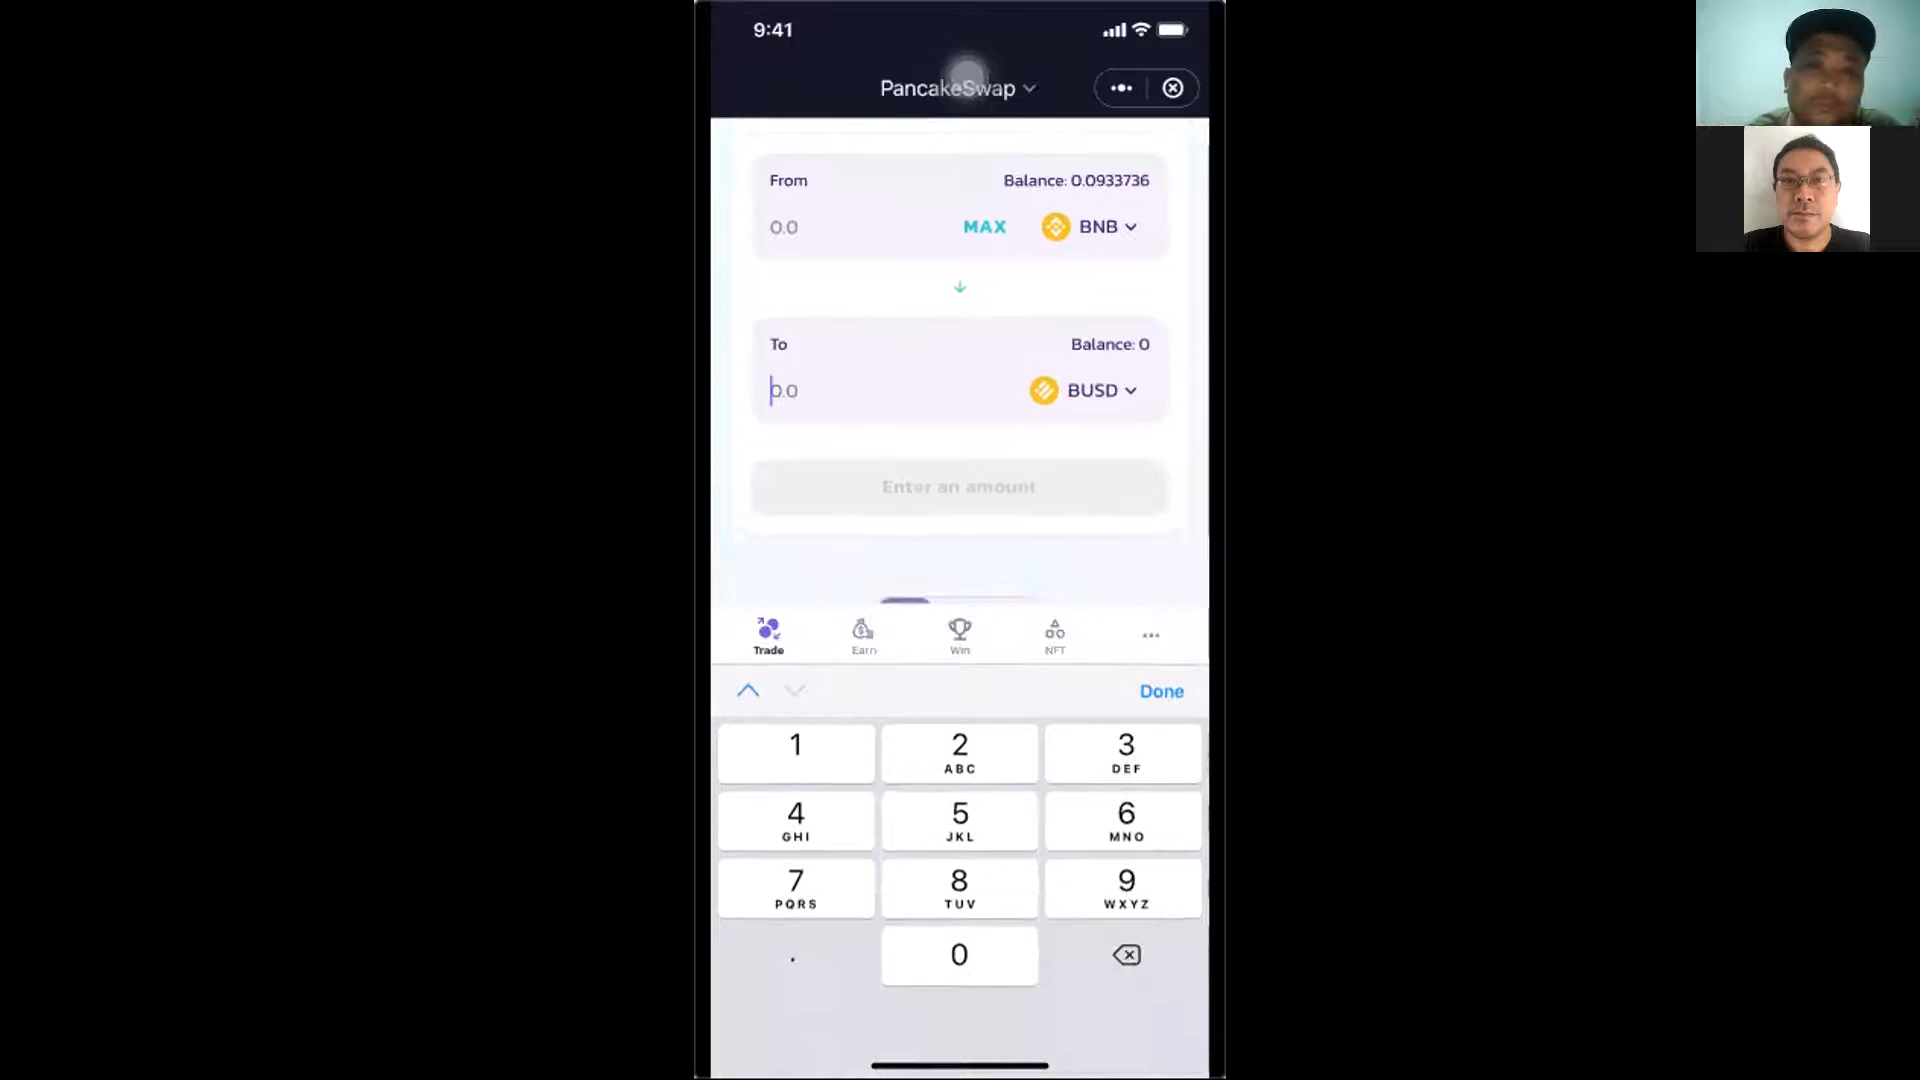 9:41
PancakeSwap
From
Balance: 0.0933736
0.0
MAX
BNB
To
Balance: 0
0.0
BUSD
Enter an amount
Trade
Earn
Win
NFT
Done
1
2
ABC
3
DEF
4
GHI
5
JKL
6
MNO
7
PQRS
8
TUV
9
WXYZ
.
0